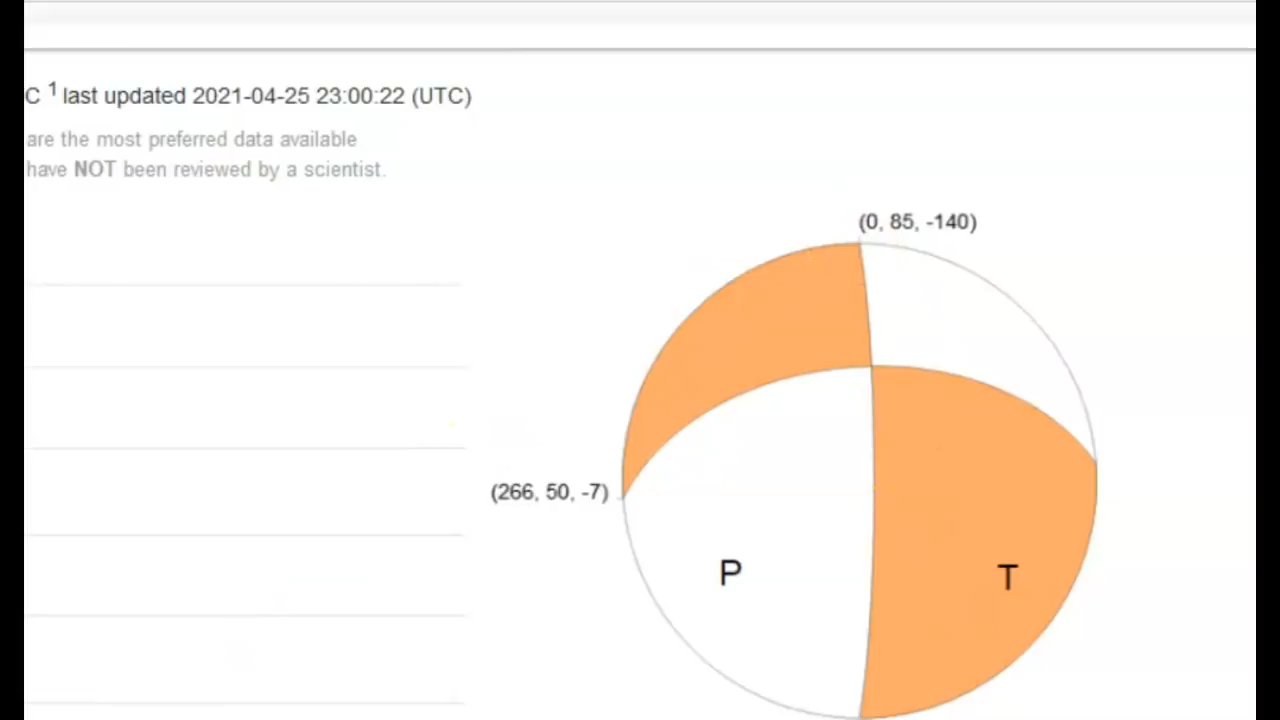 C 1 last updated 2021-04-25 23:00:22 (UTC)
are the most preferred data available
have NOT been reviewed by a scientist.
(0, 85, -140)
(266, 50, -7)
P
T